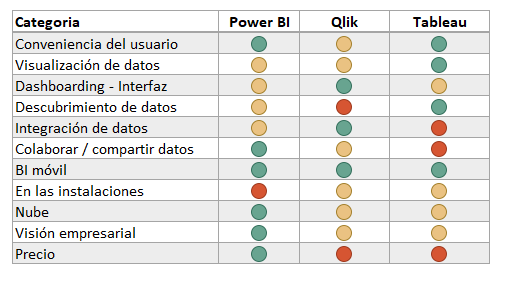 Categoria Power BI Qlik Tableau
Conveniencia del usuario
Visualización de datos
Dashboarding - Interfaz
Descubrimiento de datos
Integración de datos
Colaborar / compartir datos
BI móvil
En las instalaciones
Nube
Visión empresarial
Precio